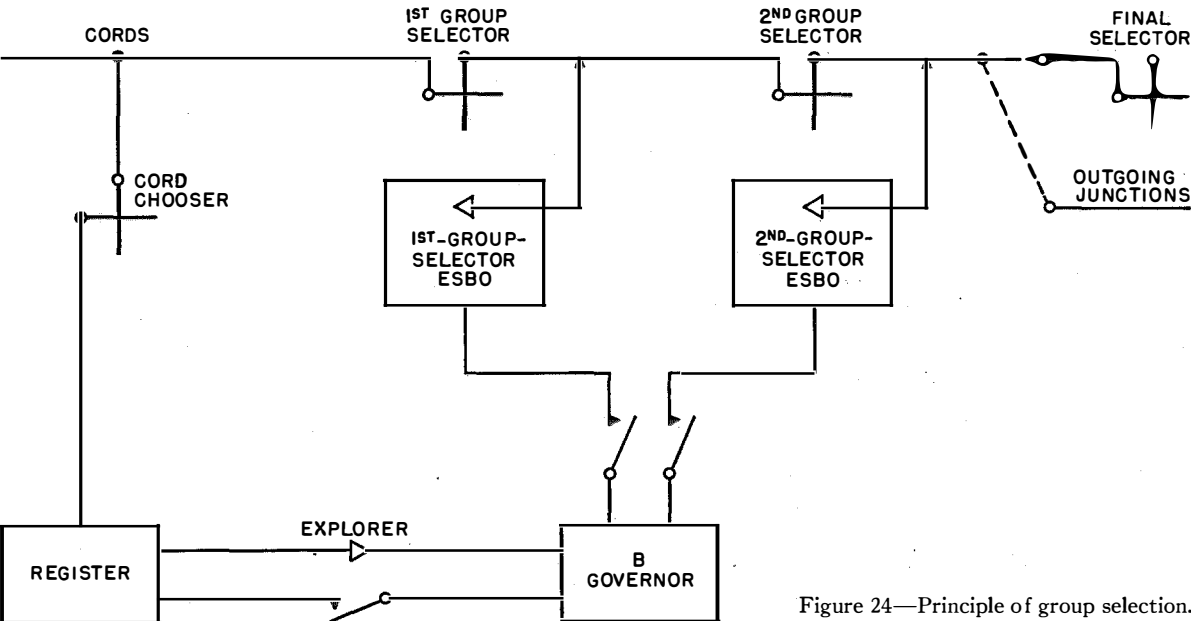 CORDS
1ST GROUP
SELECTOR
2ND GROUP
SELECTOR
FINAL
SELECTOR
CORD
CHOOSER
OUTGOING
JUNCTIONS
1ST-GROUP-
SELECTOR
ESBO
2ND-GROUP-
SELECTOR
ESBO
EXPLORER
REGISTER
B
GOVERNOR
Figure 24—Principle of group selection.